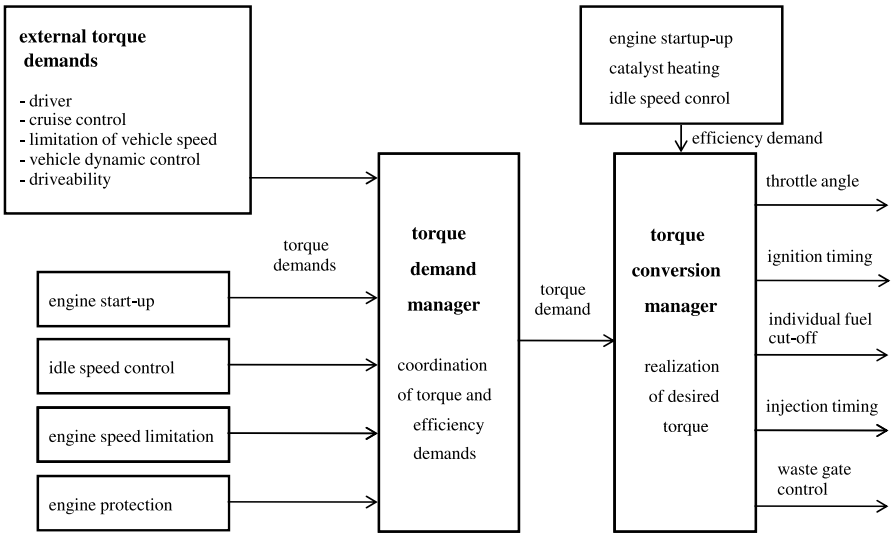 external torque
demands
- driver
- cruise control
- limitation of vehicle speed
- vehicle dynamic control
- driveability
engine startup-up
catalyst heating
idle speed conrol
efficiency demand
torque
demands
engine start-up
idle speed control
engine speed limitation
engine protection
torque
demand
manager
coordination
of torque and
efficiency
demands
torque
demand
torque
conversion
manager
realization
of desired
torque
throttle angle
ignition timing
individual fuel
cut-off
injection timing
waste gate
control